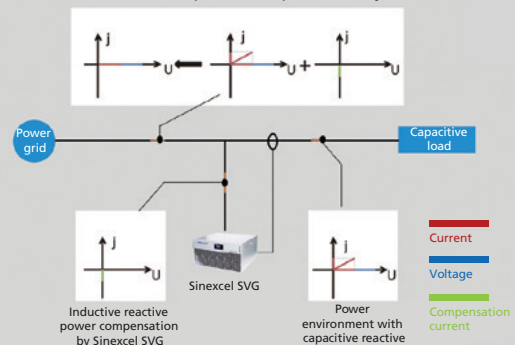 j
U
j
U
+
j
U
Power
grid
Capacitive
load
j
U
Sinexcel SVG
j
U
Inductive reactive
power compensation
by Sinexcel SVG
Power
environment with
capacitive reactive
Current
Voltage
Compensation
current